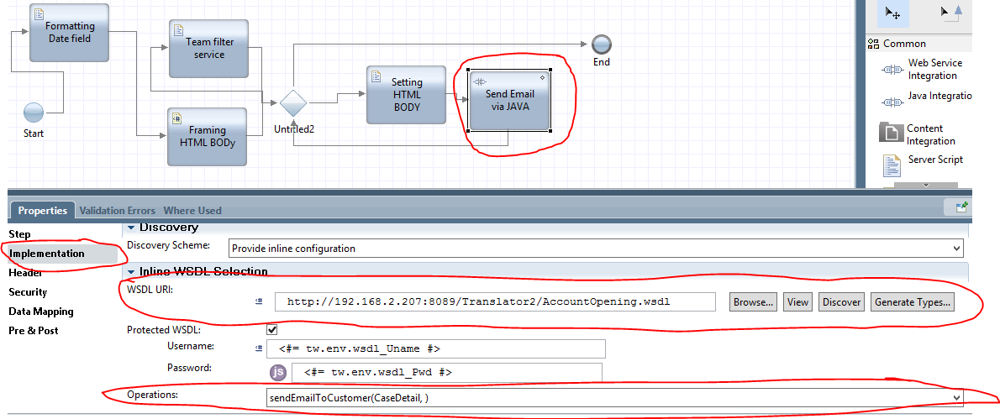 Formatting
Date field
Team filter
service
Framing
HTML BODy
Start
Untitled2
Setting
HTML
BODY
Send Email
via JAVA
End
Common
Web Service
Integration
Java Integratio
Content
Integration
Server Script
Properties
Validation Errors
Where Used
Step
Implementation
Header
Security
Data Mapping
Pre & Post
Discovery
Discovery Scheme:
Provide inline configuration
Inline WSDL Selection
WSDL URI:
http://192.168.2.207:8089/Translator2/AccountOpening.wsdl
Browse...
View
Discover
Generate Types...
Protected WSDL:
Username:
<#= tw.env.wsdl_Uname #>
Password:
js
<#= tw.env.wsdl_Pwd #>
Operations:
sendEmailToCustomer(CaseDetail, )